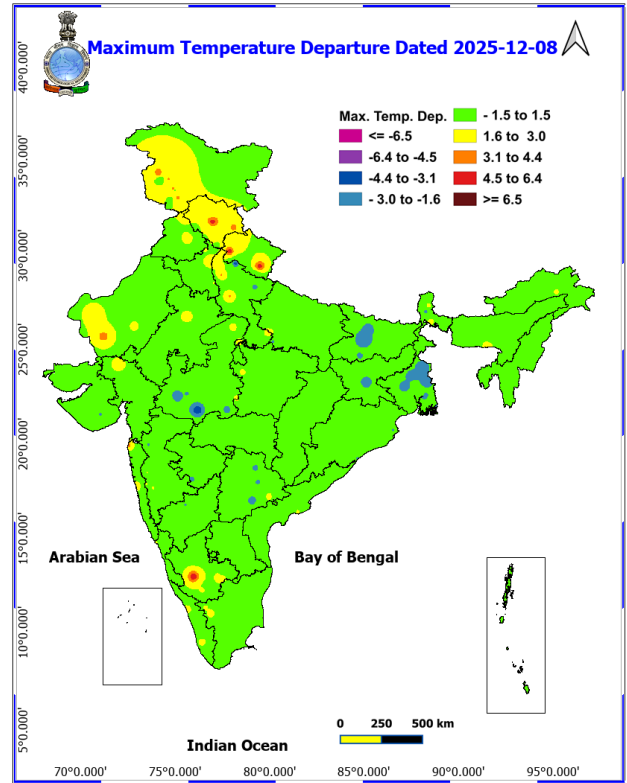 Maximum Temperature Departure Dated 2025-12-08
Max. Temp. Dep.
<= -6.5
-6.4 to -4.5
-4.4 to -3.1
- 3.0 to -1.6
- 1.5 to 1.5
1.6 to 3.0
3.1 to 4.4
4.5 to 6.4
>= 6.5
40°0.000'
35°0.000'
30°0.000'
25°0.000'
20°0.000'
15°0.000'
10°0.000'
5°0.000'
Arabian Sea
Bay of Bengal
Indian Ocean
0 250 500 km
70°0.000' 75°0.000' 80°0.000' 85°0.000' 90°0.000' 95°0.000'